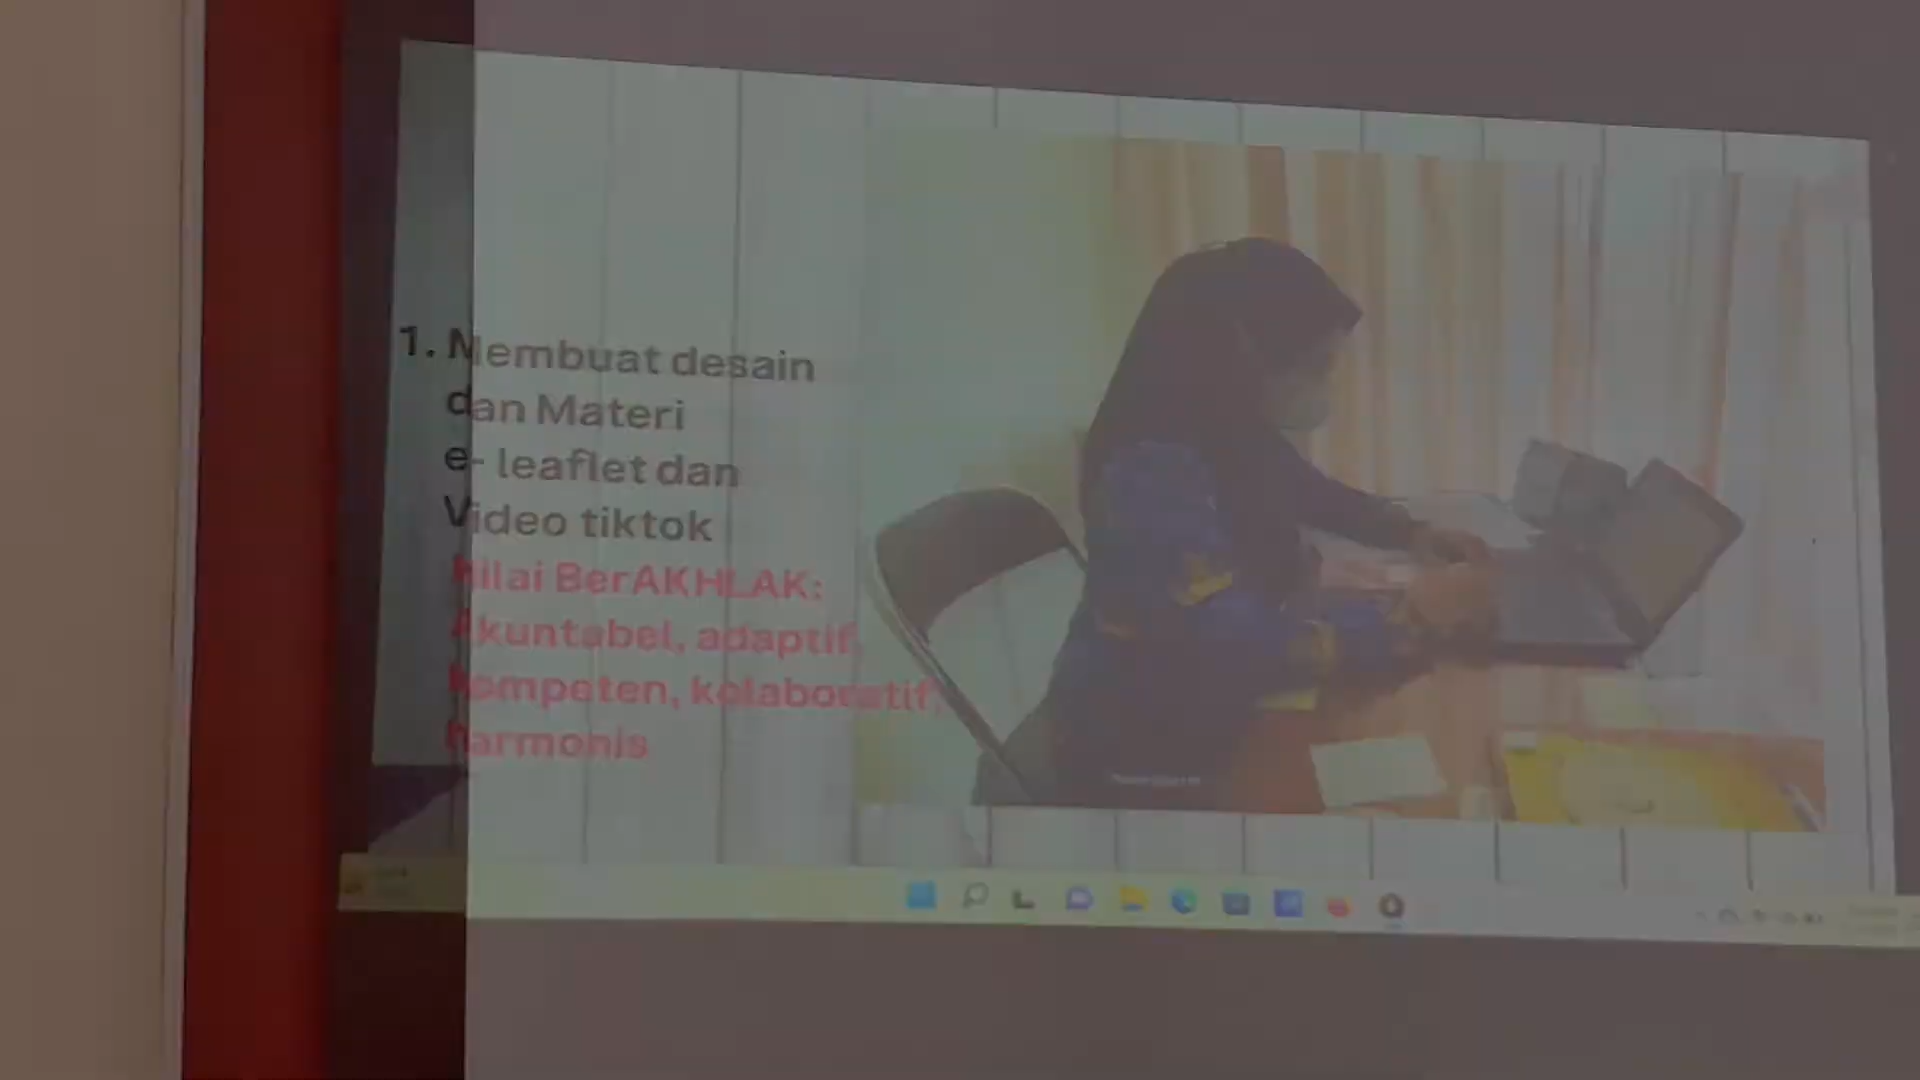 1. Membuat desain
dan Materi
e- leaflet dan
Video tiktok
Nilai BerAKHLAK:
Akuntabel, adaptif,
kompeten, kolaboratif,
harmonis